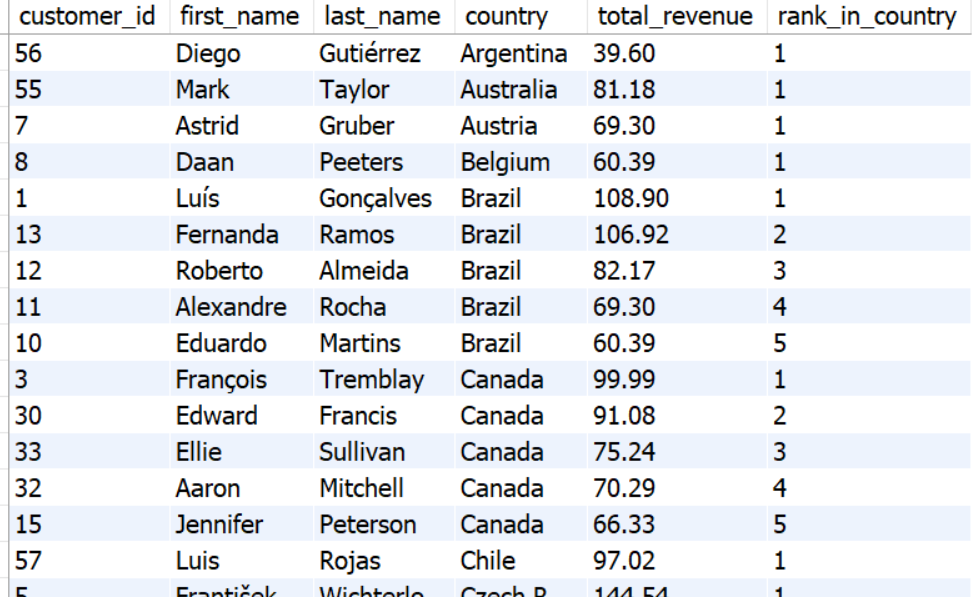 customer_id first_name last_name country total_revenue rank_in_country
56 Diego Gutiérrez Argentina 39.60 1
55 Mark Taylor Australia 81.18 1
7 Astrid Gruber Austria 69.30 1
8 Daan Peeters Belgium 60.39 1
1 Luís Gonçalves Brazil 108.90 1
13 Fernanda Ramos Brazil 106.92 2
12 Roberto Almeida Brazil 82.17 3
11 Alexandre Rocha Brazil 69.30 4
10 Eduardo Martins Brazil 60.39 5
3 François Tremblay Canada 99.99 1
30 Edward Francis Canada 91.08 2
33 Ellie Sullivan Canada 75.24 3
32 Aaron Mitchell Canada 70.29 4
15 Jennifer Peterson Canada 66.33 5
57 Luis Rojas Chile 97.02 1
5 František Wichterlo Czech R 144.54 1